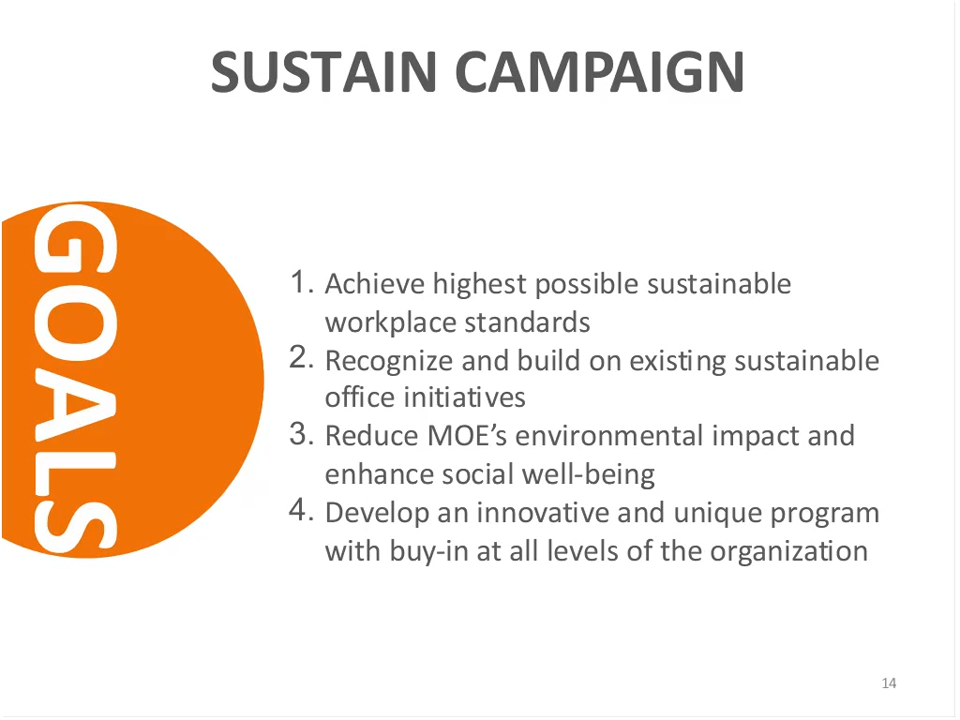 SUSTAIN CAMPAIGN
GOALS
1. Achieve highest possible sustainable
workplace standards
2. Recognize and build on existing sustainable
office initiatives
3. Reduce MOE’s environmental impact and
enhance social well-being
4. Develop an innovative and unique program
with buy-in at all levels of the organization
14